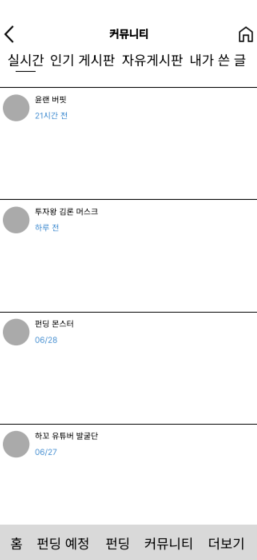 커뮤니티
실시간 인기 게시판 자유게시판 내가 쓴 글
윤랜 버핏
21시간 전
투자왕 김론 머스크
하루 전
펀딩 몬스터
06/28
하꼬 유튜버 발굴단
06/27
홈 펀딩 예정 펀딩 커뮤니티 더보기